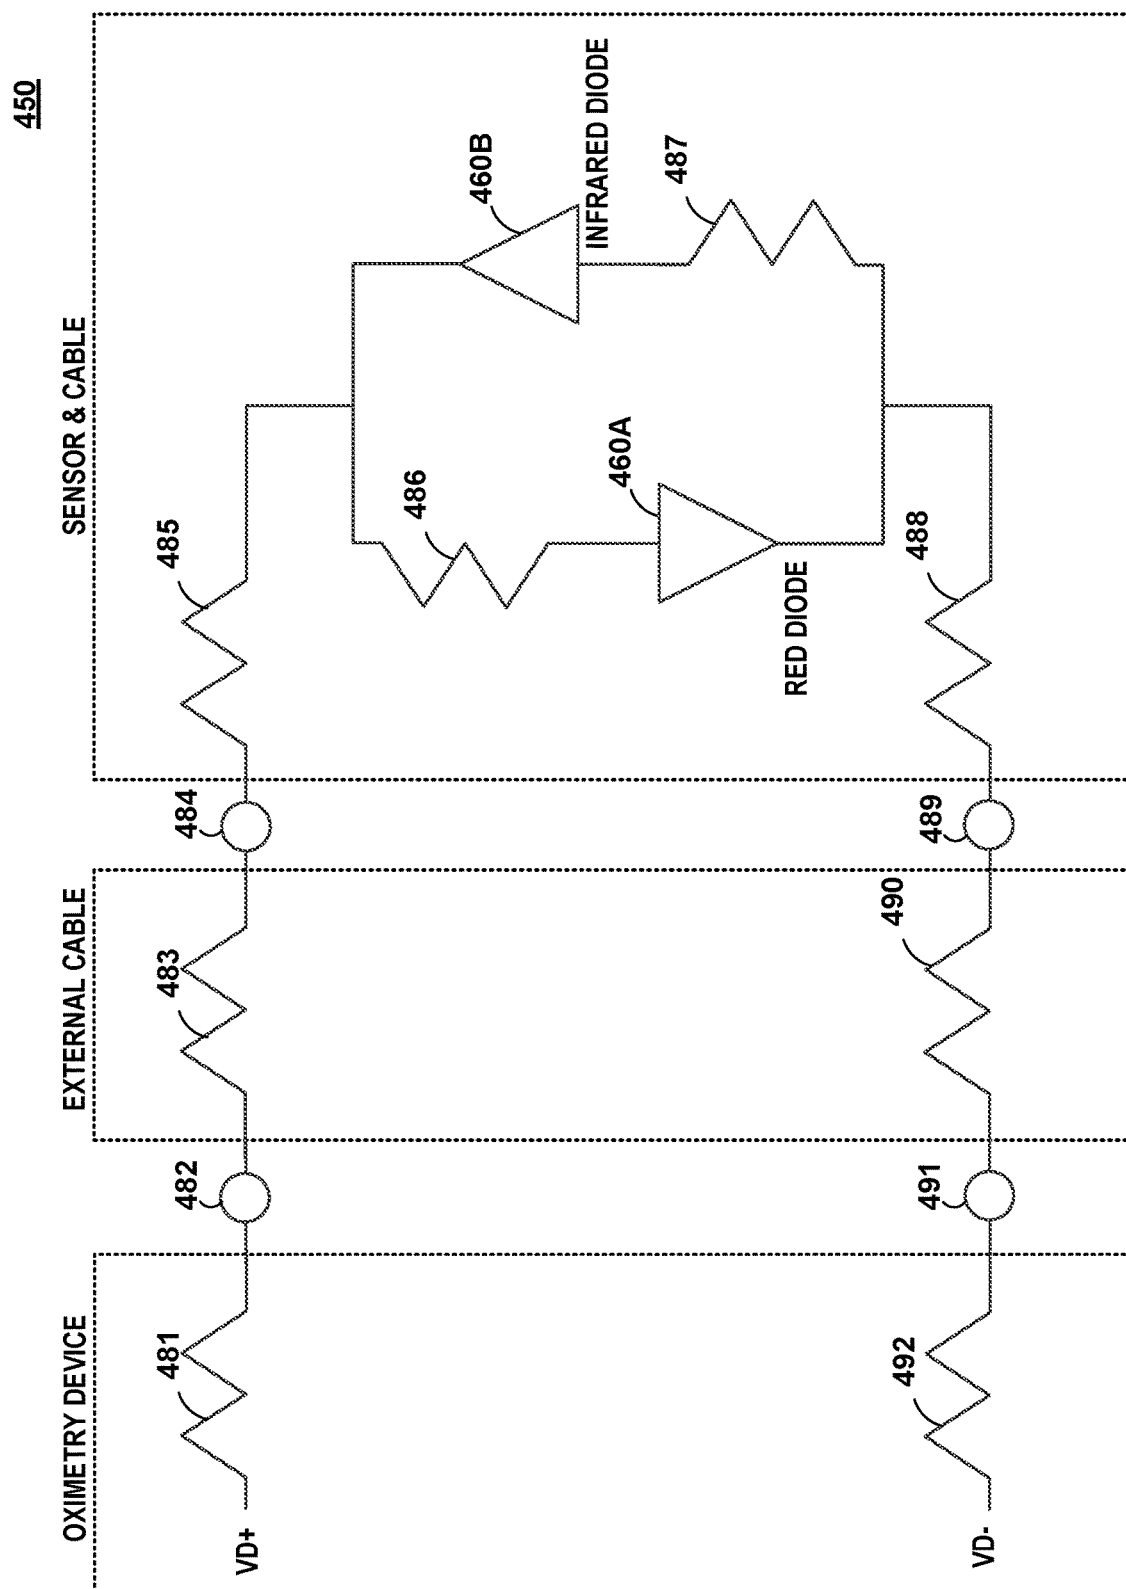 450
OXIMETRY DEVICE
EXTERNAL CABLE
SENSOR & CABLE
VD+
481
482
483
484
485
486
460A
RED DIODE
460B
INFRARED DIODE
487
VD-
492
491
490
489
488